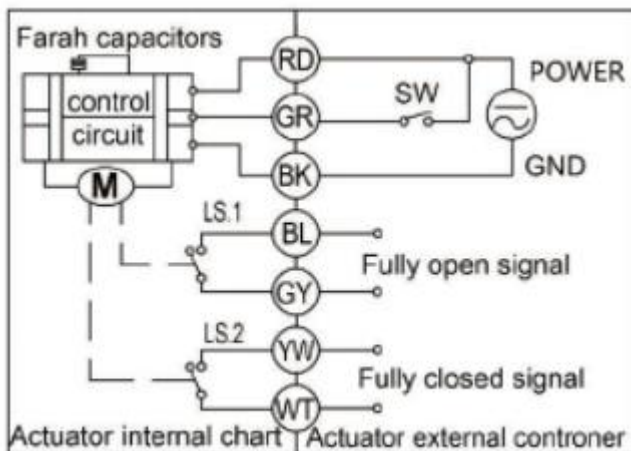 Farah capacitors
control
circuit
M
RD
GR
BK
SW
POWER
GND
LS.1
BL
GY
Fully open signal
LS.2
YW
WT
Fully closed signal
Actuator internal chart
Actuator external controner